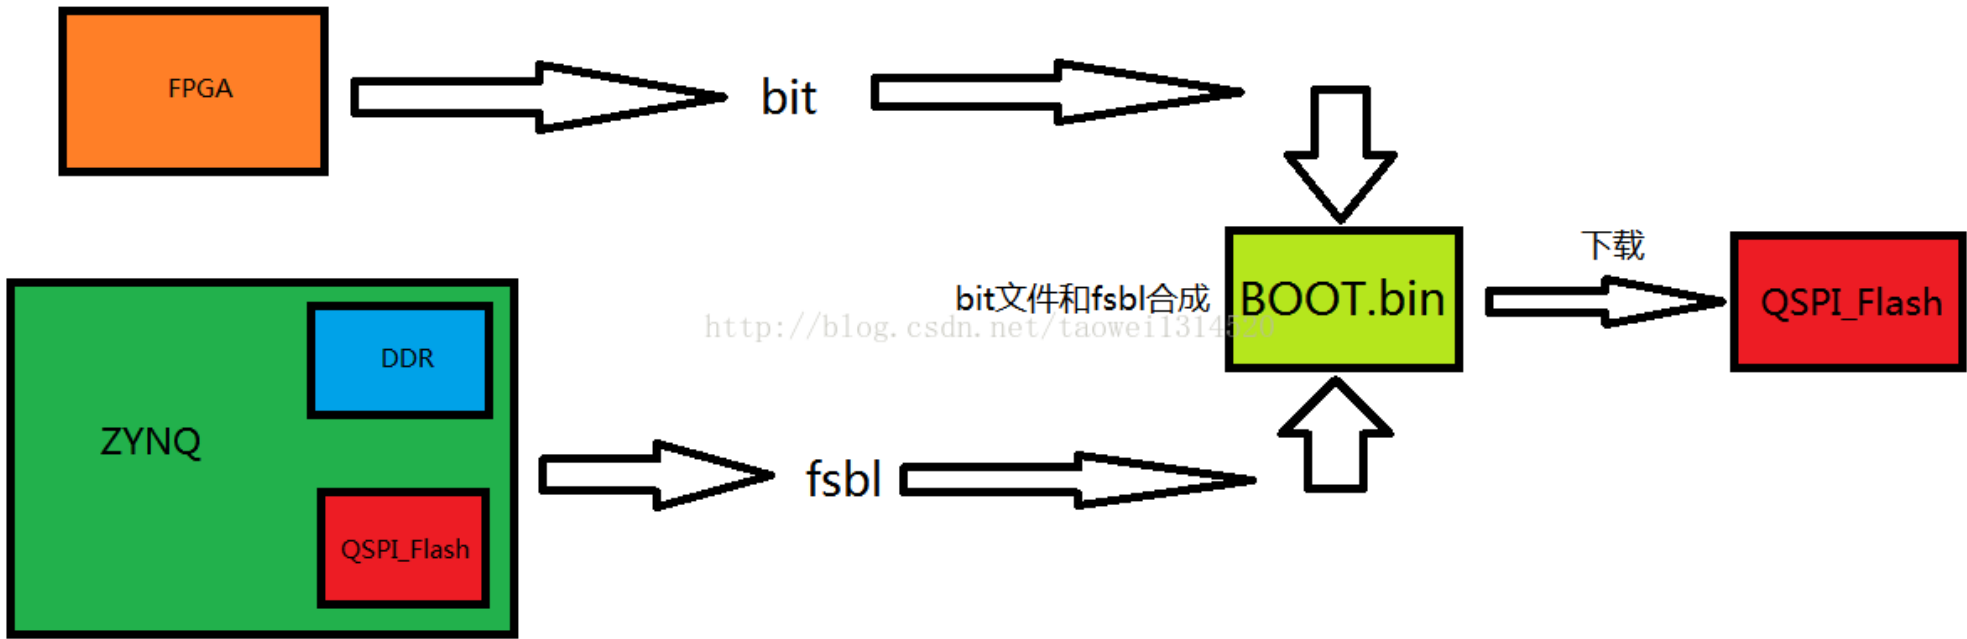 FPGA
bit
下载
bit文件和fsbl合成
BOOT.bin
QSPI_Flash
http://blog.csdn.net/taowei1314520
DDR
ZYNQ
fsbl
QSPI_Flash